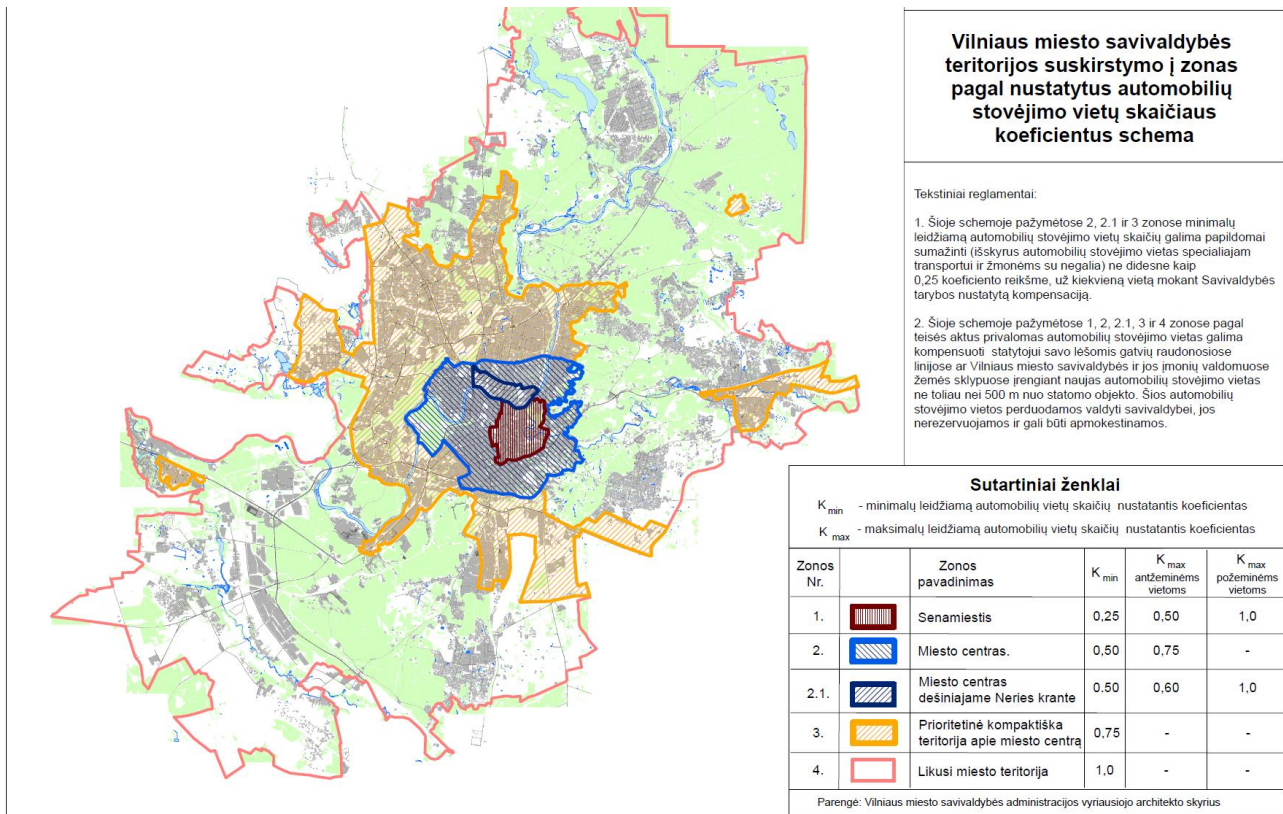 Vilniaus miesto savivaldybės
teritorijos suskirstymo į zonas
pagal nustatytus automobilių
stovėjimo vietų skaičiaus
koeficientus schema
Tekstiniai reglamentai:
1. Šioje schemoje pažymėtose 2, 2.1 ir 3 zonose minimalų
leidžiamą automobilių stovėjimo vietų skaičių galima papildomai
sumažinti (išskyrus automobilių stovėjimo vietas specialiajam
transportui ir žmonėms su negalia) ne didesne kaip
0,25 koeficiento reikšme, už kiekvieną vietą mokant Savivaldybės
tarybos nustatytą kompensaciją.
2. Šioje schemoje pažymėtose 1, 2, 2.1, 3 ir 4 zonose pagal
teisės aktus privalomas automobilių stovėjimo vietas galima
kompensuoti statytojui savo lėšomis gatvių raudonosiose
linijose ar Vilniaus miesto savivaldybės ir jos įmonių valdomuose
žemės sklypuose įrengiant naujas automobilių stovėjimo vietas
ne toliau nei 500 m nuo statomo objekto. Šios automobilių
stovėjimo vietos perduodamos valdyti savivaldybei, jos
nerezervuojamos ir gali būti apmokestinamos.
Sutartiniai ženklai
K min - minimalų leidžiamą automobilių vietų skaičių nustatantis koeficientas
K max - maksimalų leidžiamą automobilių vietų skaičių nustatantis koeficientas
Zonos Nr. Zonos pavadinimas K min K max antžeminėms vietoms K max požeminėms vietoms
1. Senamiestis 0,25 0,50 1,0
2. Miesto centras. 0,50 0,75 -
2.1. Miesto centras dešiniajame Neries krante 0.50 0,60 1,0
3. Prioritetinė kompaktiška teritorija apie miesto centrą 0,75 - -
4. Likusi miesto teritorija 1,0 - -
Parengė: Vilniaus miesto savivaldybės administracijos vyriausiojo architekto skyrius